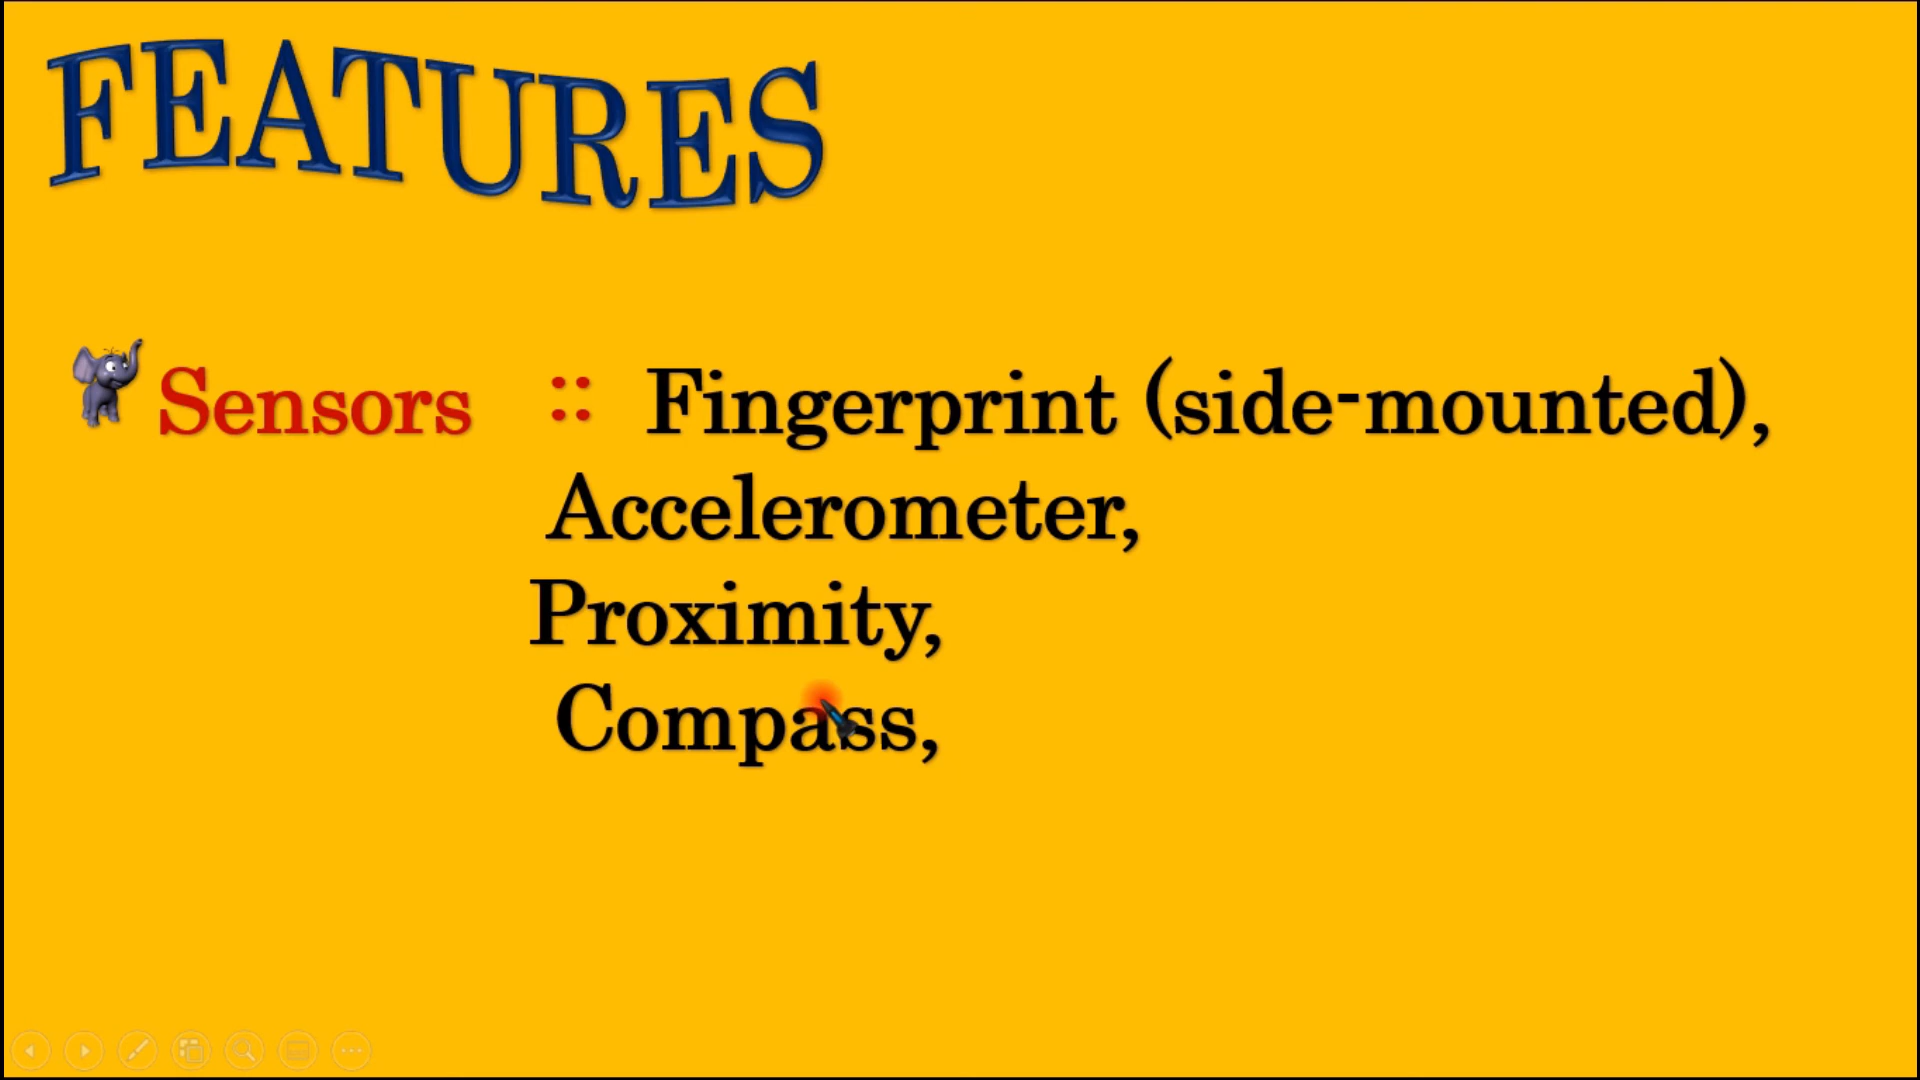 FEATURES
Sensors :: Fingerprint (side-mounted),
Accelerometer,
Proximity,
Compass,